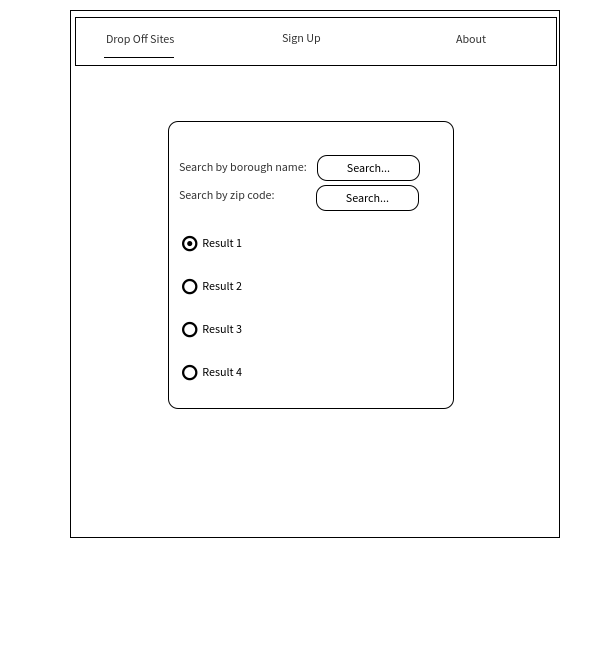 Drop Off Sites
Sign Up
About
Search by borough name:
Search...
Search by zip code:
Search...
Result 1
Result 2
Result 3
Result 4